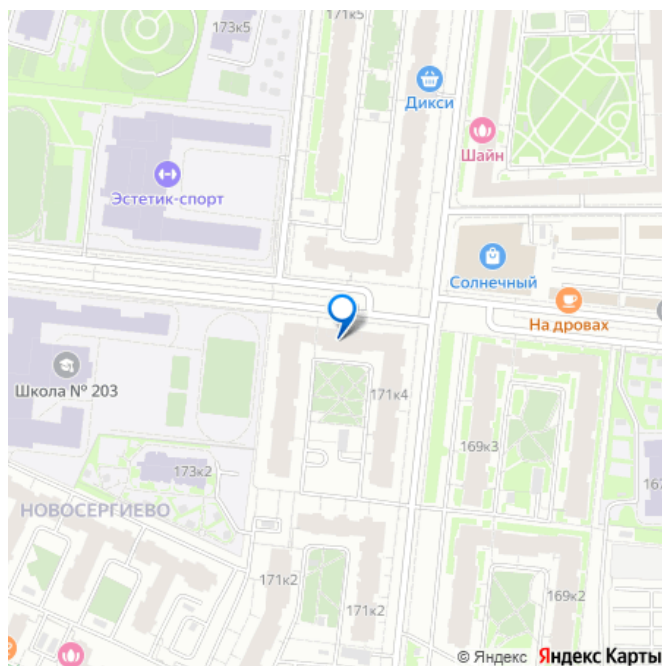 173к5
171к5
Дикси
Шайн
Эстетик-спорт
Солнечный
На дровах
Школа № 203
171к4
169к3
173к2
167
НОВОСЕРГИЕВО
171к2
171к2
169к2
© Яндекс Яндекс Карты